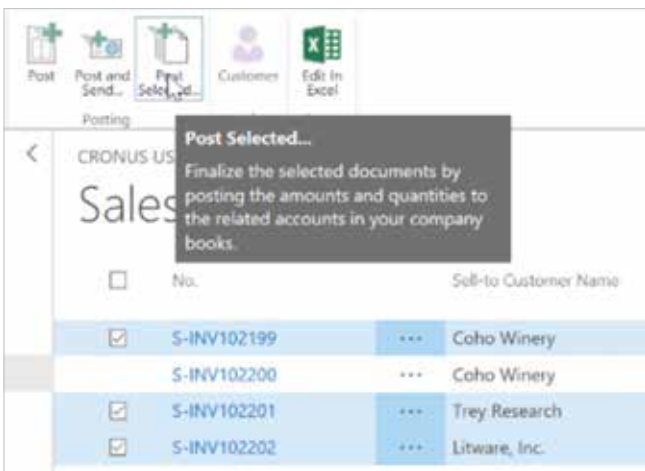 Post
Post and
Send...
Post
Selected...
Customer
Edit in
Excel
Posting
Post Selected...
Finalize the selected documents by
posting the amounts and quantities to
the related accounts in your company
books.
CRONUS US
Sales
No.
Sell-to Customer Name
S-INV102199 ... Coho Winery
S-INV102200 ... Coho Winery
S-INV102201 ... Trey Research
S-INV102202 ... Litware, Inc.